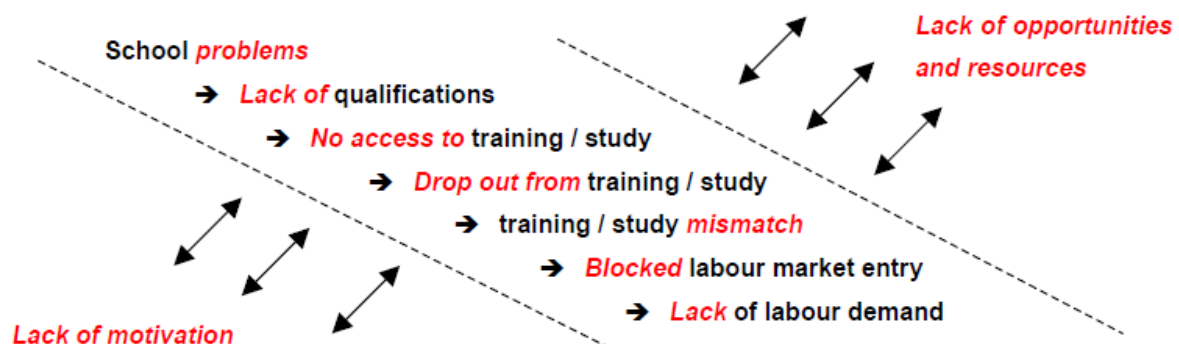 School problems
➔ Lack of qualifications
➔ No access to training / study
➔ Drop out from training / study
➔ training / study mismatch
➔ Blocked labour market entry
➔ Lack of labour demand
Lack of opportunities
and resources
Lack of motivation